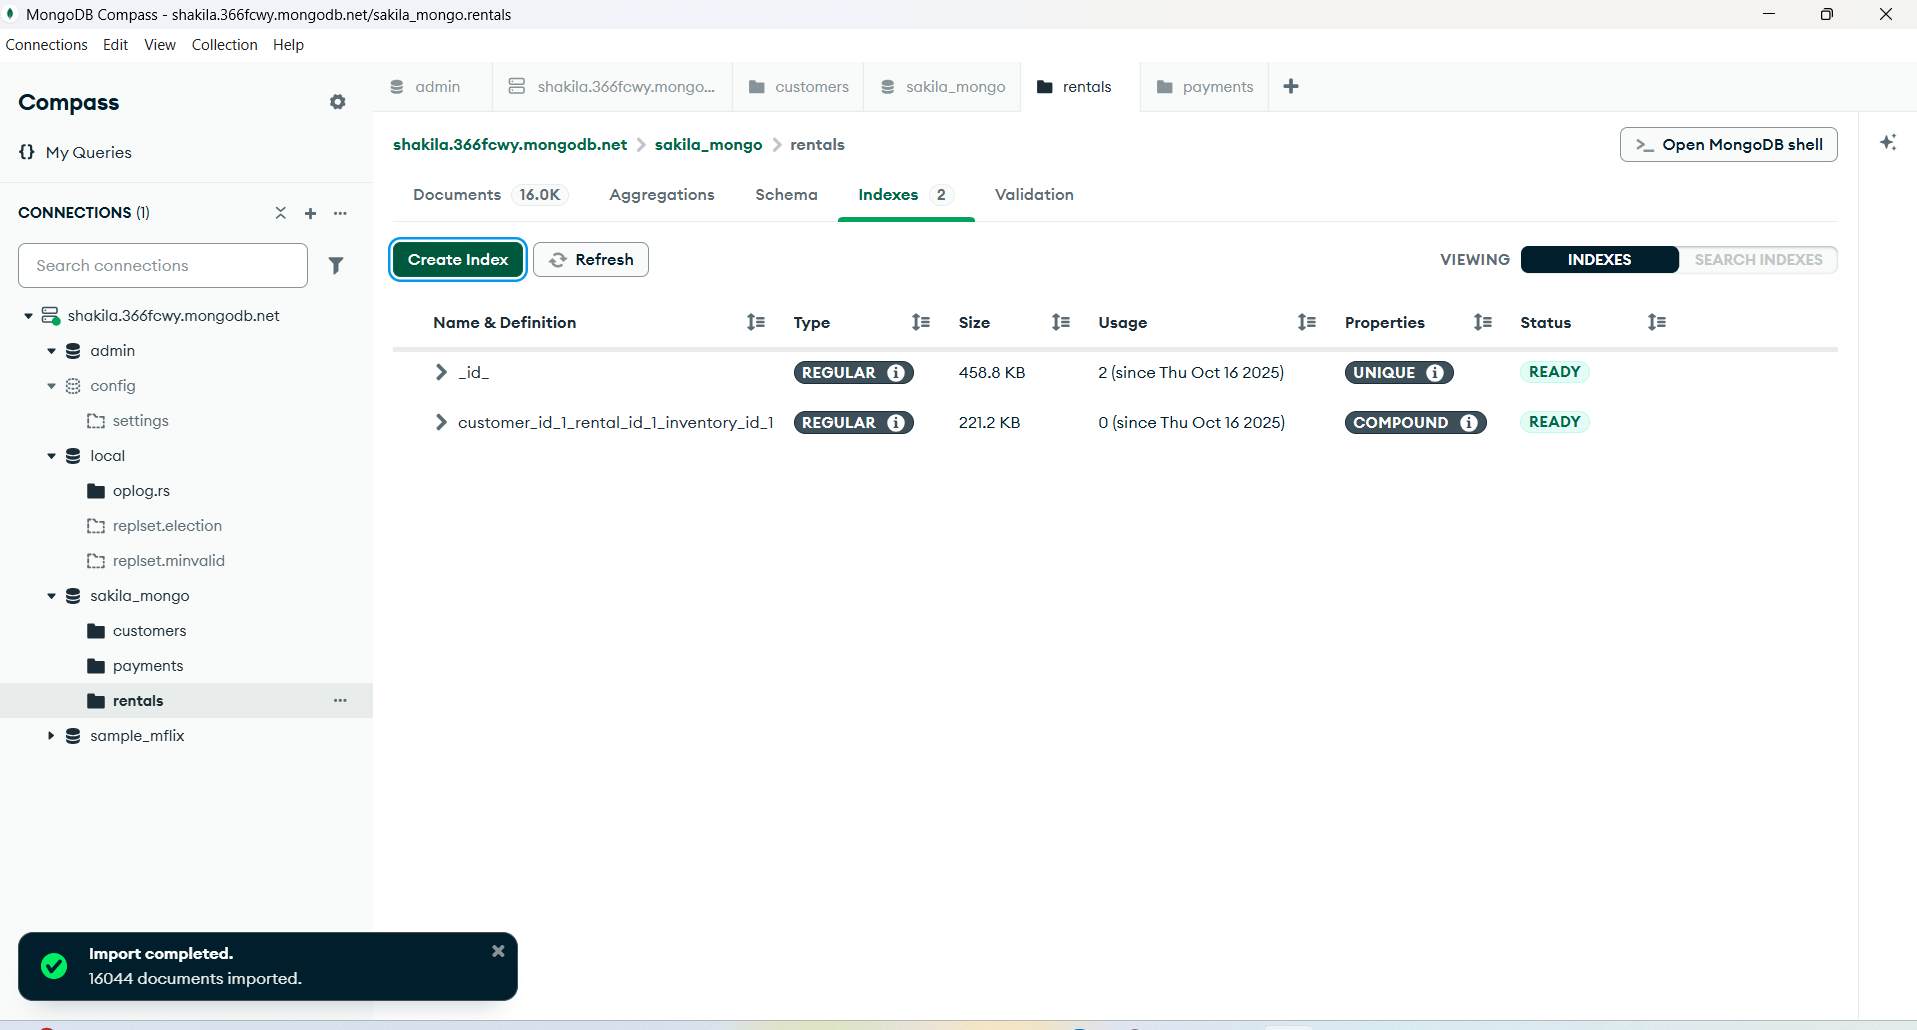 MongoDB Compass - shakila.366fcwy.mongodb.net/sakila_mongo.rentals
Connections Edit View Collection Help
Compass
My Queries
CONNECTIONS (1)
Search connections
shakila.366fcwy.mongodb.net
admin
config
settings
local
oplog.rs
replset.election
replset.minvalid
sakila_mongo
customers
payments
rentals
sample_mflix
admin shakila.366fcwy.mongo... customers sakila_mongo rentals payments
shakila.366fcwy.mongodb.net > sakila_mongo > rentals
>_ Open MongoDB shell
Documents 16.0K Aggregations Schema Indexes 2 Validation
Create Index Refresh
VIEWING INDEXES SEARCH INDEXES
Name & Definition Type Size Usage Properties Status
_id_ REGULAR 458.8 KB 2 (since Thu Oct 16 2025) UNIQUE READY
customer_id_1_rental_id_1_inventory_id_1 REGULAR 221.2 KB 0 (since Thu Oct 16 2025) COMPOUND READY
Import completed.
16044 documents imported.